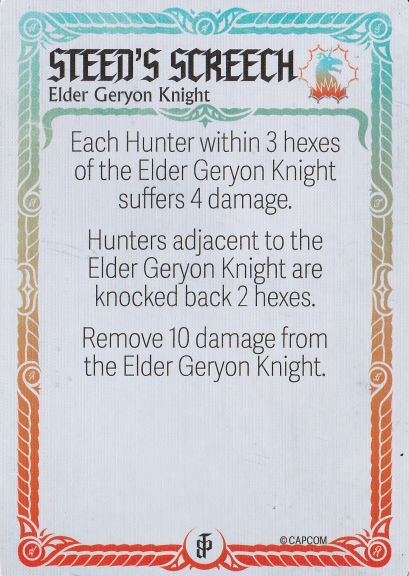 STEED'S SCREECH
Elder Geryon Knight
Each Hunter within 3 hexes
of the Elder Geryon Knight
suffers 4 damage.
Hunters adjacent to the
Elder Geryon Knight are
knocked back 2 hexes.
Remove 10 damage from
the Elder Geryon Knight.
© CAPCOM